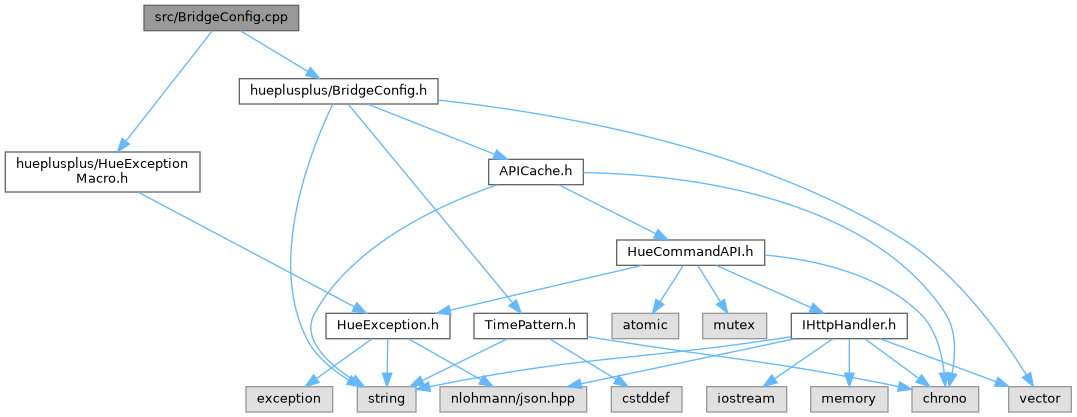 src/BridgeConfig.cpp
hueplusplus/BridgeConfig.h
hueplusplus/HueException
Macro.h
APICache.h
HueCommandAPI.h
HueException.h
TimePattern.h
atomic
mutex
IHttpHandler.h
exception
string
nlohmann/json.hpp
cstddef
iostream
memory
chrono
vector